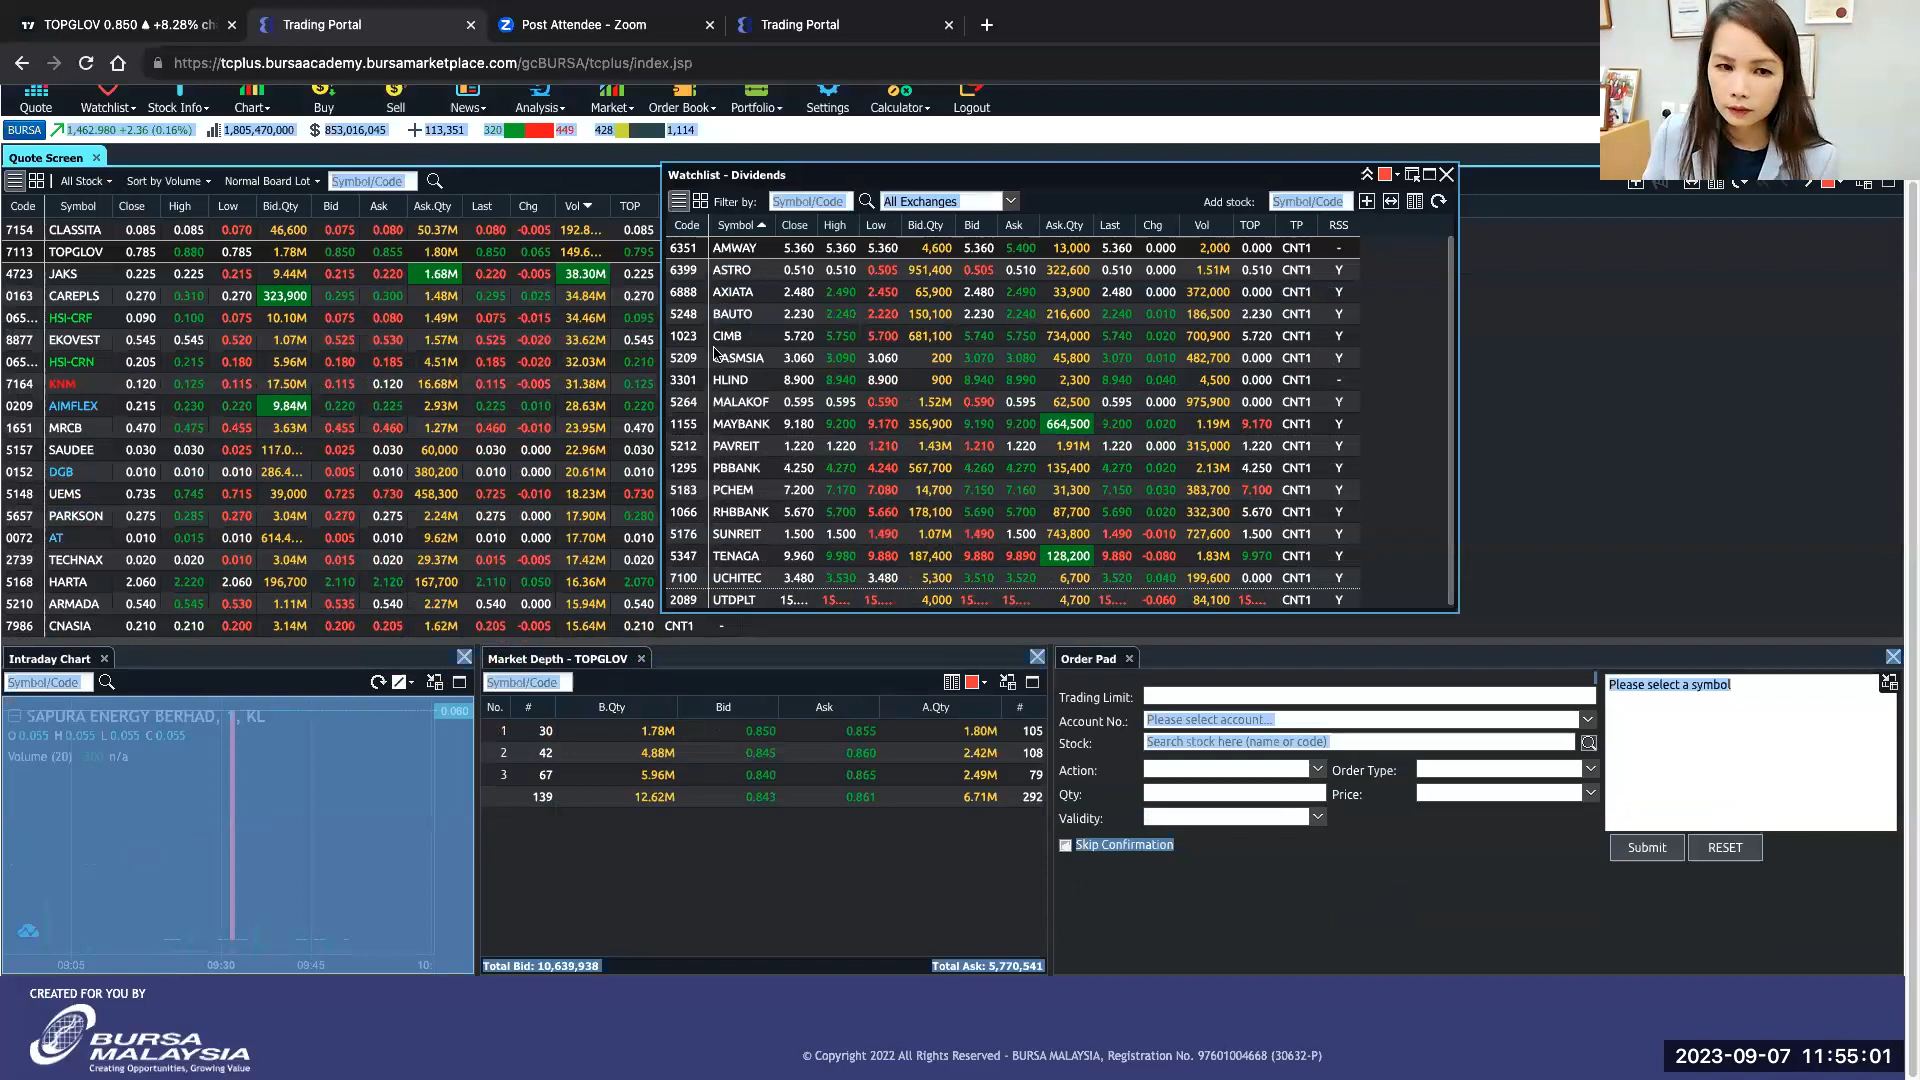 TOPGLOV 0.850 ▲ +8.28% ch
Trading Portal
Post Attendee - Zoom
Trading Portal
https://tcplus.bursaacademy.bursamarketplace.com/gcBURSA/tcplus/index.jsp
Quote Watchlist Stock Info Chart Buy Sell News Analysis Market Order Book Portfolio Settings Calculator Logout
BURSA 1,462.980 +2.36 (0.16%) 1,805,470,000 $ 853,016,045 113,351 320 449 428 1,114
Quote Screen
All Stock Sort by Volume Normal Board Lot Symbol/Code
Code Symbol Close High Low Bid.Qty Bid Ask Ask.Qty Last Chg Vol TOP
7154 CLASSITA 0.085 0.085 0.070 46,600 0.075 0.080 50.37M 0.080 -0.005 192.8... 0.085
7113 TOPGLOV 0.785 0.880 0.785 1.78M 0.850 0.855 1.80M 0.850 0.065 149.6... 0.795
4723 JAKS 0.225 0.225 0.215 9.44M 0.215 0.220 1.68M 0.220 -0.005 38.30M 0.225
0163 CAREPLS 0.270 0.310 0.270 323,900 0.295 0.300 1.48M 0.295 0.025 34.84M 0.270
065... HSI-CRF 0.090 0.100 0.075 10.10M 0.075 0.080 1.49M 0.075 -0.015 34.46M 0.095
8877 EKOVEST 0.545 0.545 0.520 1.07M 0.525 0.530 1.57M 0.525 -0.020 33.62M 0.545
065... HSI-CRN 0.205 0.215 0.180 5.96M 0.180 0.185 4.51M 0.185 -0.020 32.03M 0.210
7164 KNM 0.120 0.125 0.115 17.50M 0.115 0.120 16.68M 0.115 -0.005 31.38M 0.125
0209 AIMFLEX 0.215 0.230 0.220 9.84M 0.220 0.225 2.93M 0.225 0.010 28.63M 0.220
1651 MRCB 0.470 0.475 0.455 3.63M 0.455 0.460 1.27M 0.460 -0.010 23.95M 0.470
5157 SAUDEE 0.030 0.030 0.025 117.0... 0.025 0.030 60,000 0.030 0.000 22.96M 0.030
0152 DGB 0.010 0.010 0.010 286.4... 0.005 0.010 380,200 0.010 0.000 20.61M 0.010
5148 UEMS 0.735 0.745 0.715 39,000 0.725 0.730 458,300 0.725 -0.010 18.23M 0.730
5657 PARKSON 0.275 0.285 0.270 3.04M 0.270 0.275 2.24M 0.275 0.000 17.90M 0.280
0072 AT 0.010 0.015 0.010 614.4... 0.005 0.010 9.62M 0.010 0.000 17.70M 0.010
2739 TECHNAX 0.020 0.020 0.010 3.04M 0.015 0.020 29.37M 0.020 0.000 17.42M 0.020
5168 HARTA 2.060 2.220 2.060 196,700 2.110 2.120 167,700 2.110 0.050 16.36M 2.070
5210 ARMADA 0.540 0.545 0.530 1.11M 0.535 0.540 2.27M 0.540 0.000 15.94M 0.540
7986 CNASIA 0.210 0.210 0.200 3.14M 0.200 0.205 1.62M 0.205 -0.005 15.64M 0.210 CNT1 -
Watchlist - Dividends
Filter by: Symbol/Code All Exchanges Add stock: Symbol/Code
Code Symbol Close High Low Bid.Qty Bid Ask Ask.Qty Last Chg Vol TOP TP RSS
6351 AMWAY 5.360 5.360 5.360 4,600 5.360 5.400 13,000 5.360 0.000 2,000 0.000 CNT1 -
6399 ASTRO 0.510 0.510 0.505 951,400 0.505 0.510 322,600 0.510 0.000 1.51M 0.510 CNT1 Y
6888 AXIATA 2.480 2.490 2.450 65,900 2.480 2.490 33,900 2.480 0.000 372,000 0.000 CNT1 Y
5248 BAUTO 2.230 2.240 2.220 150,100 2.230 2.240 216,600 2.240 0.010 186,500 2.230 CNT1 Y
1023 CIMB 5.720 5.750 5.700 681,100 5.740 5.750 734,000 5.740 0.020 700,900 5.720 CNT1 Y
5209 ASMSIA 3.060 3.090 3.060 200 3.070 3.080 45,800 3.070 0.010 482,700 0.000 CNT1 Y
3301 HLIND 8.900 8.940 8.900 900 8.940 8.990 2,300 8.940 0.040 4,500 0.000 CNT1 -
5264 MALAKOF 0.595 0.595 0.590 1.52M 0.590 0.595 62,500 0.595 0.000 975,900 0.000 CNT1 Y
1155 MAYBANK 9.180 9.200 9.170 356,900 9.190 9.200 664,500 9.200 0.020 1.19M 9.170 CNT1 Y
5212 PAVREIT 1.220 1.220 1.210 1.43M 1.210 1.220 1.91M 1.220 0.000 315,000 1.220 CNT1 Y
1295 PBBANK 4.250 4.270 4.240 567,700 4.260 4.270 135,400 4.270 0.020 2.13M 4.250 CNT1 Y
5183 PCHEM 7.200 7.170 7.080 14,700 7.150 7.160 31,300 7.150 0.030 383,700 7.100 CNT1 Y
1066 RHBBANK 5.670 5.700 5.660 178,100 5.690 5.700 87,700 5.690 0.020 332,300 5.670 CNT1 Y
5176 SUNREIT 1.500 1.500 1.490 1.07M 1.490 1.500 743,800 1.490 -0.010 727,600 1.500 CNT1 Y
5347 TENAGA 9.960 9.980 9.880 187,400 9.880 9.890 128,200 9.880 -0.080 1.83M 9.970 CNT1 Y
7100 UCHITEC 3.480 3.530 3.480 5,300 3.510 3.520 6,700 3.520 0.040 199,600 0.000 CNT1 Y
2089 UTDPLT 15.... 15.... 15.... 4,000 15.... 15.... 4,700 15.... -0.060 84,100 15.... CNT1 Y
Intraday Chart
Symbol/Code
SAPURA ENERGY BERHAD, 1, KL
0.060
O 0.055 H 0.055 L 0.055 C 0.055
Volume (20) 300 n/a
09:05 09:30 09:45 10:
Market Depth - TOPGLOV
Symbol/Code
No. # B.Qty Bid Ask A.Qty #
1 30 1.78M 0.850 0.855 1.80M 105
2 42 4.88M 0.845 0.860 2.42M 108
3 67 5.96M 0.840 0.865 2.49M 79
139 12.62M 0.843 0.861 6.71M 292
Total Bid: 10,639,938 Total Ask: 5,770,541
Order Pad
Trading Limit:
Account No.: Please select account...
Stock: Search stock here (name or code)
Action: Order Type:
Qty: Price:
Validity:
Skip Confirmation
Please select a symbol
Submit RESET
CREATED FOR YOU BY
BURSA
MALAYSIA
Creating Opportunities, Growing Value
© Copyright 2022 All Rights Reserved - BURSA MALAYSIA, Registration No. 97601004668 (30632-P)
2023-09-07 11:55:01